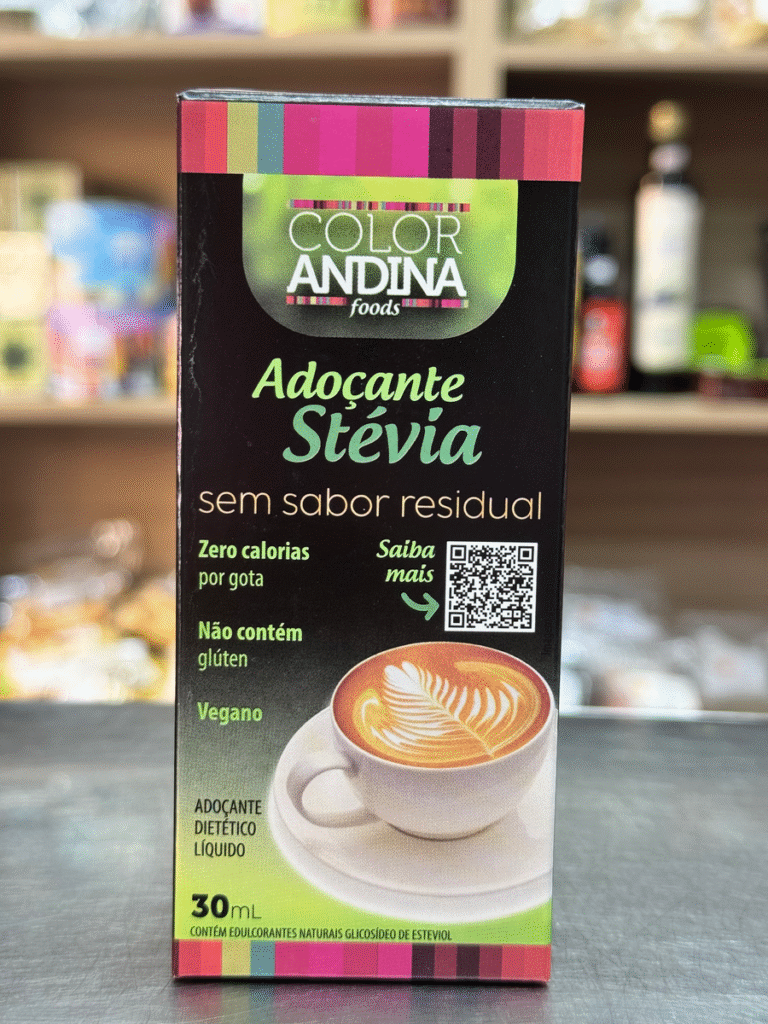 COLOR
ANDINA
foods
Adoçante
Stévia
sem sabor residual
Zero calorias
por gota
Saiba
mais
Não contém
glúten
Vegano
ADOÇANTE
DIETÉTICO
LÍQUIDO
30mL
CONTÉM EDULCORANTES NATURAIS GLICOSÍDEO DE ESTEVIOL